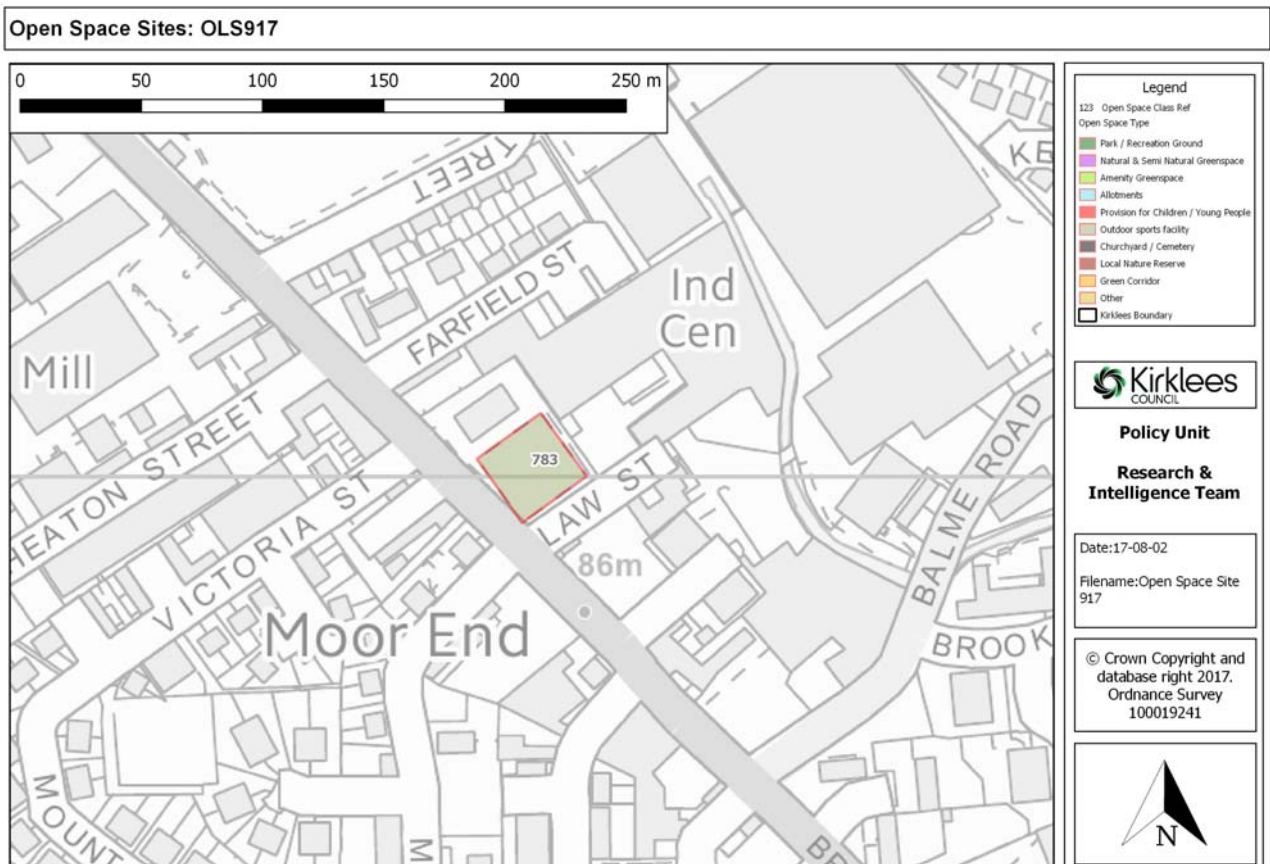 Open Space Sites: OLS917
0 50 100 150 200 250 m
TREET
KE
FARFIELD ST
Ind
Cen
Mill
HEATON STREET
VICTORIA ST
783
LAW ST
86m
BALME ROAD
Moor End
BROOK
MOUNT
M
BR
Legend
123 Open Space Class Ref
Open Space Type
Park / Recreation Ground
Natural & Semi Natural Greenspace
Amenity Greenspace
Allotments
Provision for Children / Young People
Outdoor sports facility
Churchyard / Cemetery
Local Nature Reserve
Green Corridor
Other
Kirklees Boundary
Kirklees
COUNCIL
Policy Unit
Research &
Intelligence Team
Date:17-08-02
Filename:Open Space Site
917
© Crown Copyright and
database right 2017.
Ordnance Survey
100019241
N